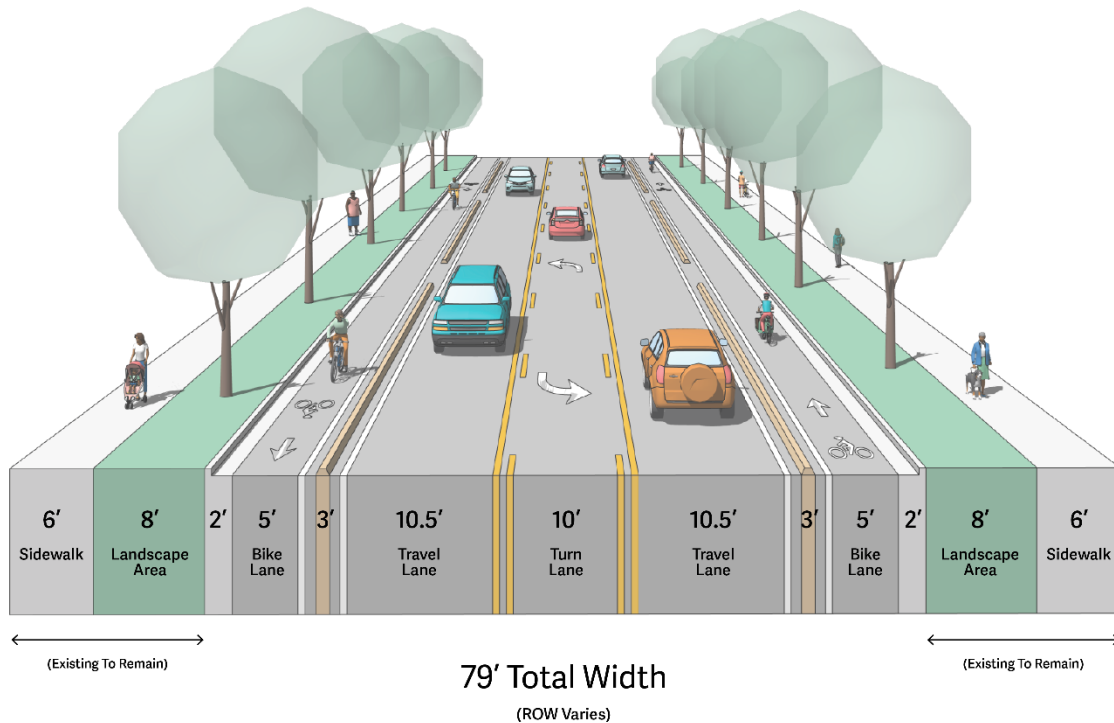 6′ 8′ 2′ 5′ 3′ 10.5′ 10′ 10.5′ 3′ 5′ 2′ 8′ 6′
Sidewalk Landscape Bike Travel Turn Travel Bike Landscape Sidewalk
Area Lane Lane Lane Lane Lane Area
(Existing To Remain) (Existing To Remain)
79′ Total Width
(ROW Varies)